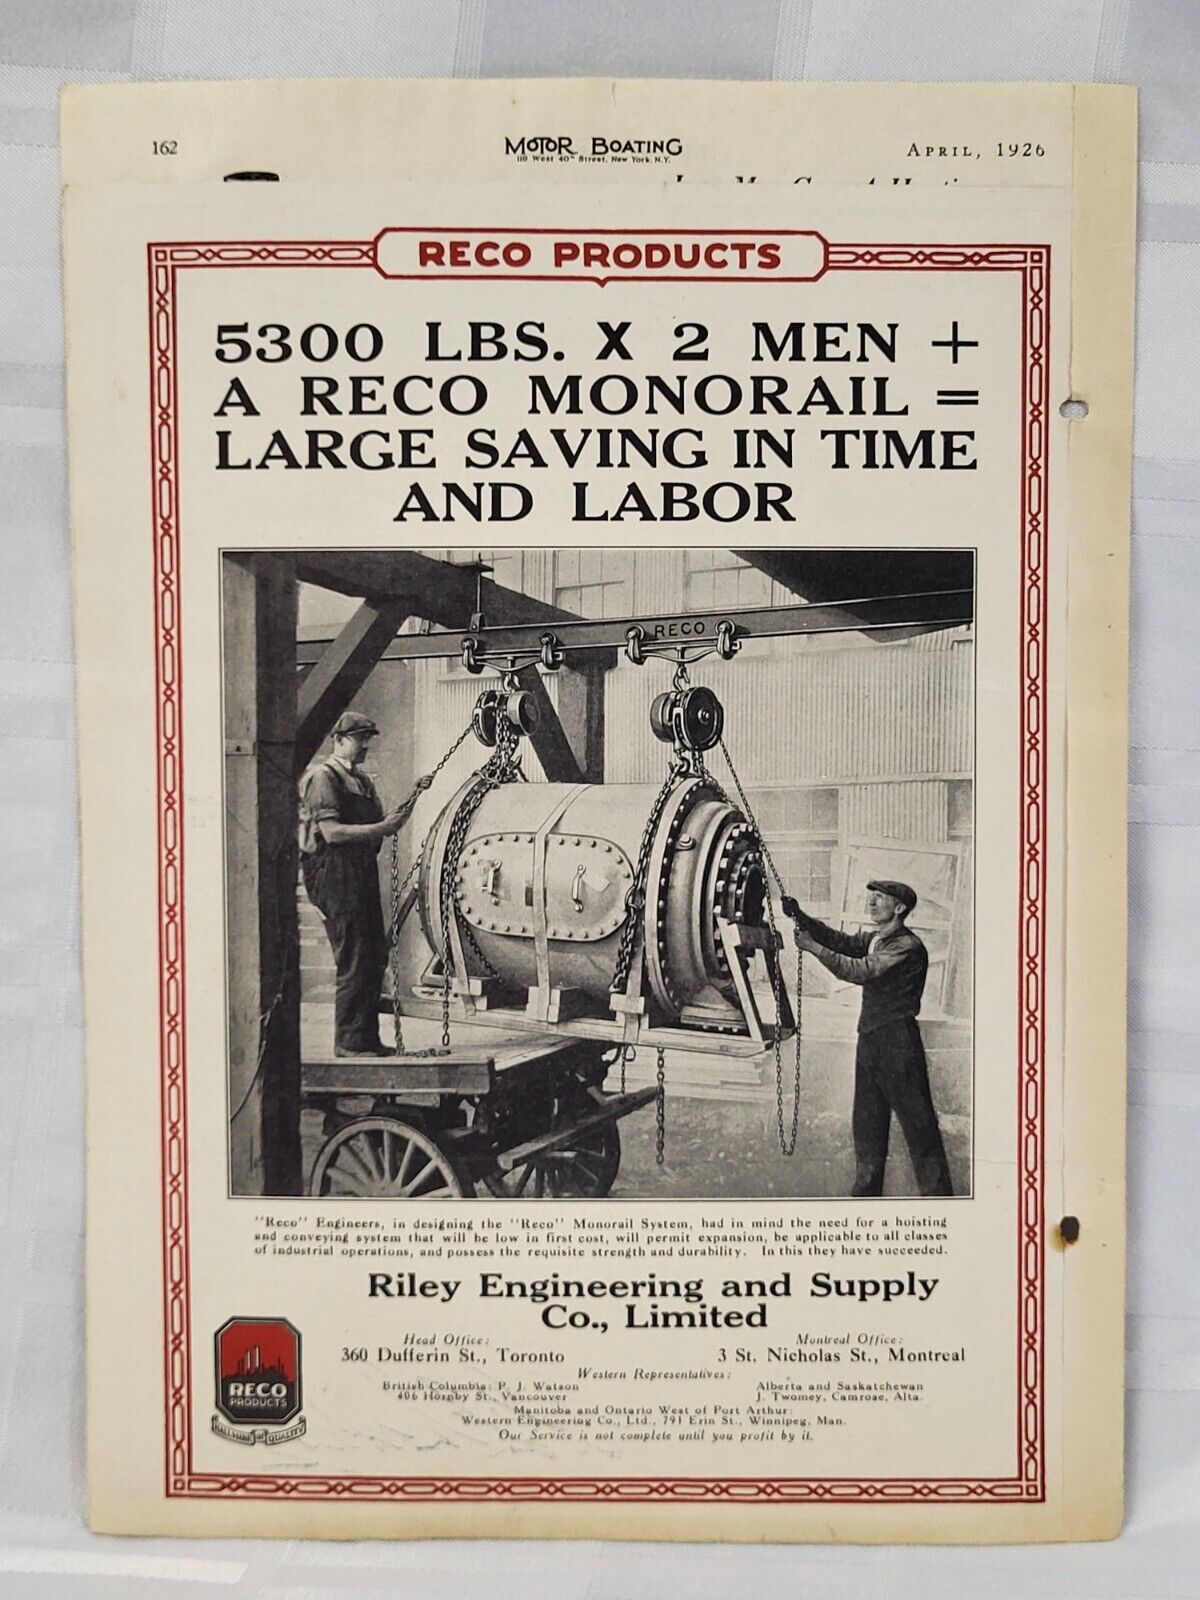 162
MOTOR BOATING
110 West 40th Street, New York, N.Y.
APRIL, 1926
RECO PRODUCTS
5300 LBS. X 2 MEN +
A RECO MONORAIL =
LARGE SAVING IN TIME
AND LABOR
RECO
"Reco" Engineers, in designing the "Reco" Monorail System, had in mind the need for a hoisting
and conveying system that will be low in first cost, will permit expansion, be applicable to all classes
of industrial operations, and possess the requisite strength and durability. In this they have succeeded.
Riley Engineering and Supply
Co., Limited
Head Office:
360 Dufferin St., Toronto
Montreal Office:
3 St. Nicholas St., Montreal
Western Representatives:
British Columbia: P. J. Watson
406 Hornby St., Vancouver
Alberta and Saskatchewan
J. Twomey, Camrose, Alta.
Manitoba and Ontario West of Port Arthur:
Western Engineering Co., Ltd., 791 Erin St., Winnipeg, Man.
Our Service is not complete until you profit by it.
RECO
PRODUCTS
HALLMARK OF QUALITY